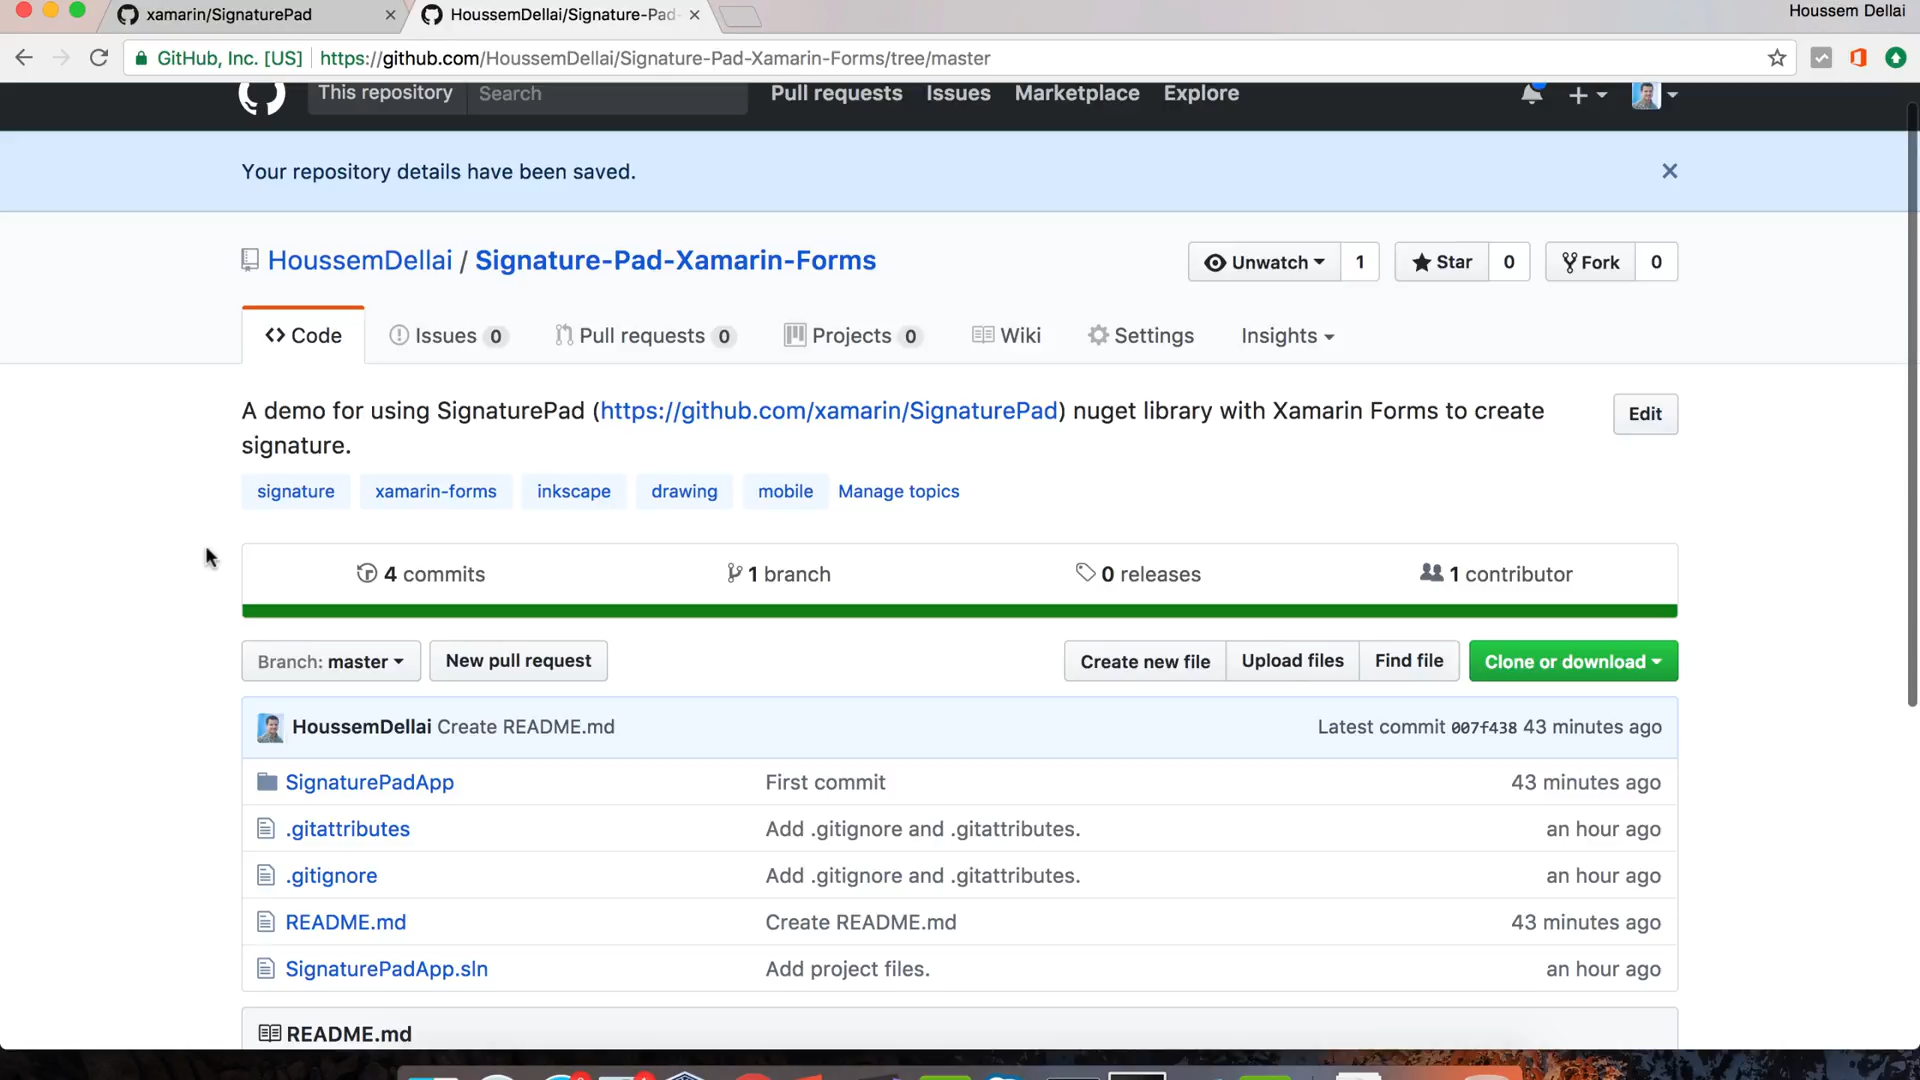 Houssem Dellai
xamarin/SignaturePad
HoussemDellai/Signature-Pad-
GitHub, Inc. [US]
https://github.com/HoussemDellai/Signature-Pad-Xamarin-Forms/tree/master
This repository Search Pull requests Issues Marketplace Explore
Your repository details have been saved.
HoussemDellai / Signature-Pad-Xamarin-Forms
Unwatch 1 Star 0 Fork 0
Code Issues 0 Pull requests 0 Projects 0 Wiki Settings Insights
A demo for using SignaturePad (https://github.com/xamarin/SignaturePad) nuget library with Xamarin Forms to create
signature.
Edit
signature xamarin-forms inkscape drawing mobile Manage topics
4 commits 1 branch 0 releases 1 contributor
Branch: master New pull request Create new file Upload files Find file Clone or download
HoussemDellai Create README.md Latest commit 007f438 43 minutes ago
SignaturePadApp First commit 43 minutes ago
.gitattributes Add .gitignore and .gitattributes. an hour ago
.gitignore Add .gitignore and .gitattributes. an hour ago
README.md Create README.md 43 minutes ago
SignaturePadApp.sln Add project files. an hour ago
README.md